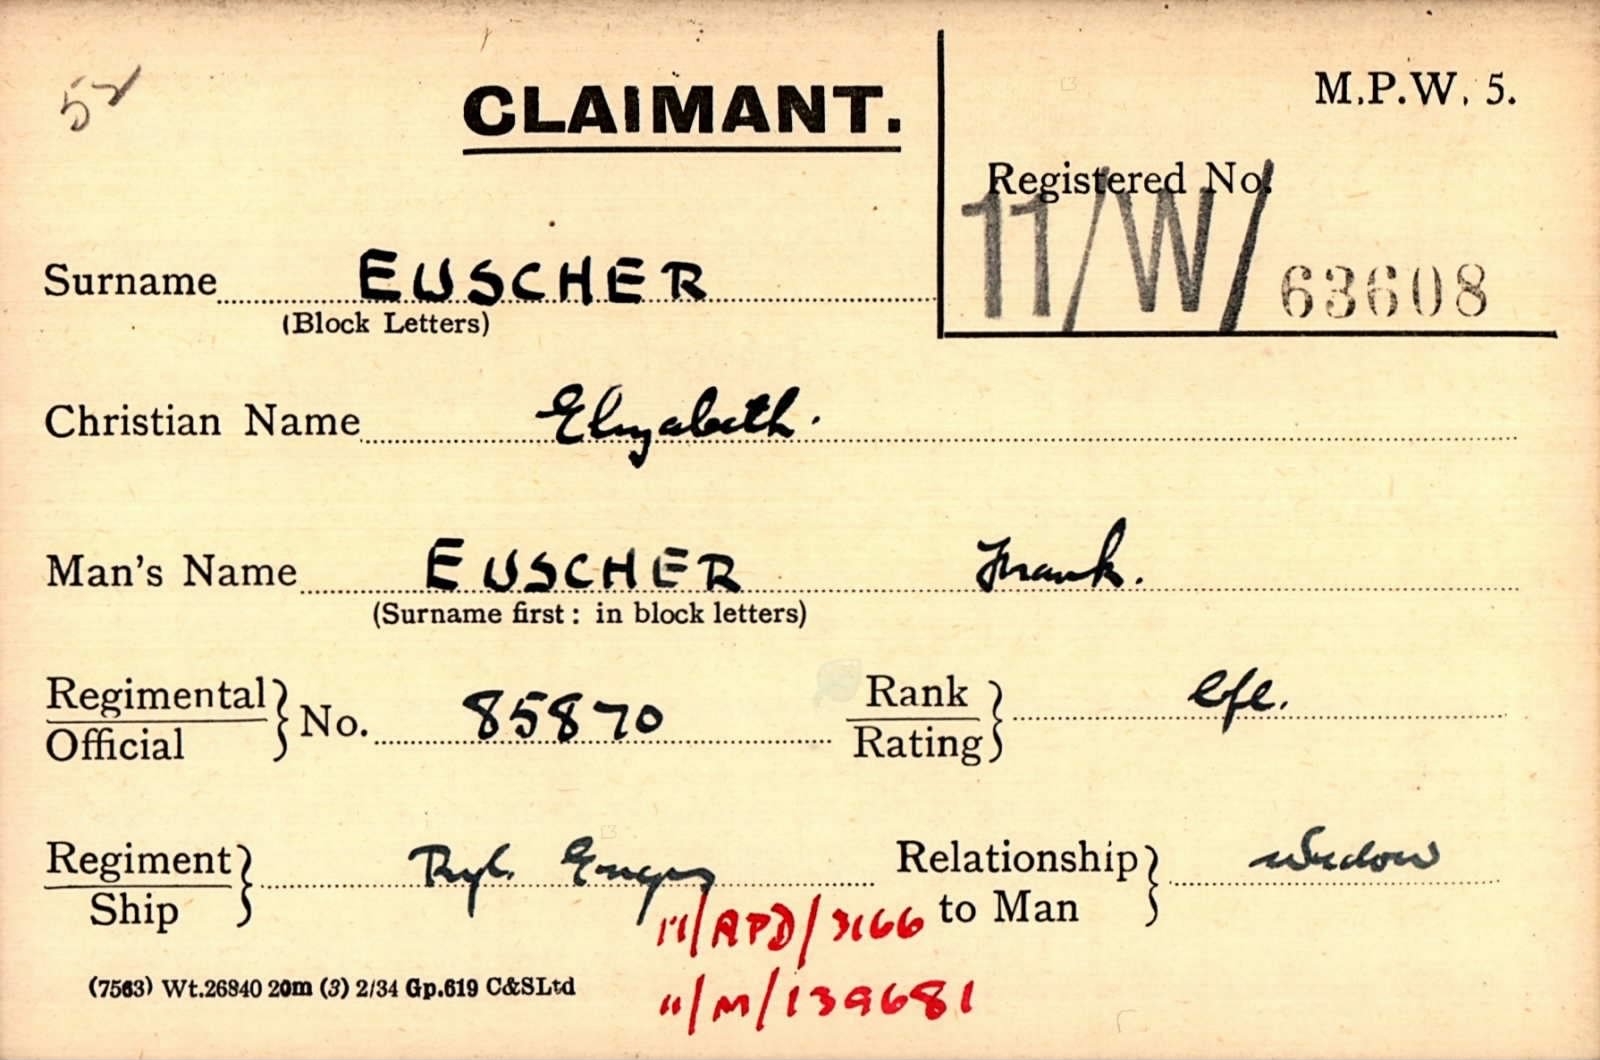 52
CLAIMANT.
M.P.W. 5.
Registered No.
11/W/ 63608
Surname EUSCHER
(Block Letters)
Christian Name Elizabeth.
Man's Name EUSCHER Frank.
(Surname first: in block letters)
Regimental
Official } No. 85870
Rank
Rating } Cpl.
Regiment
Ship } Ryl. Engrs
Relationship
to Man } widow
11/APD/3166
11/M/139681
(7563) Wt.26840 20m (3) 2/34 Gp.619 C&SLtd